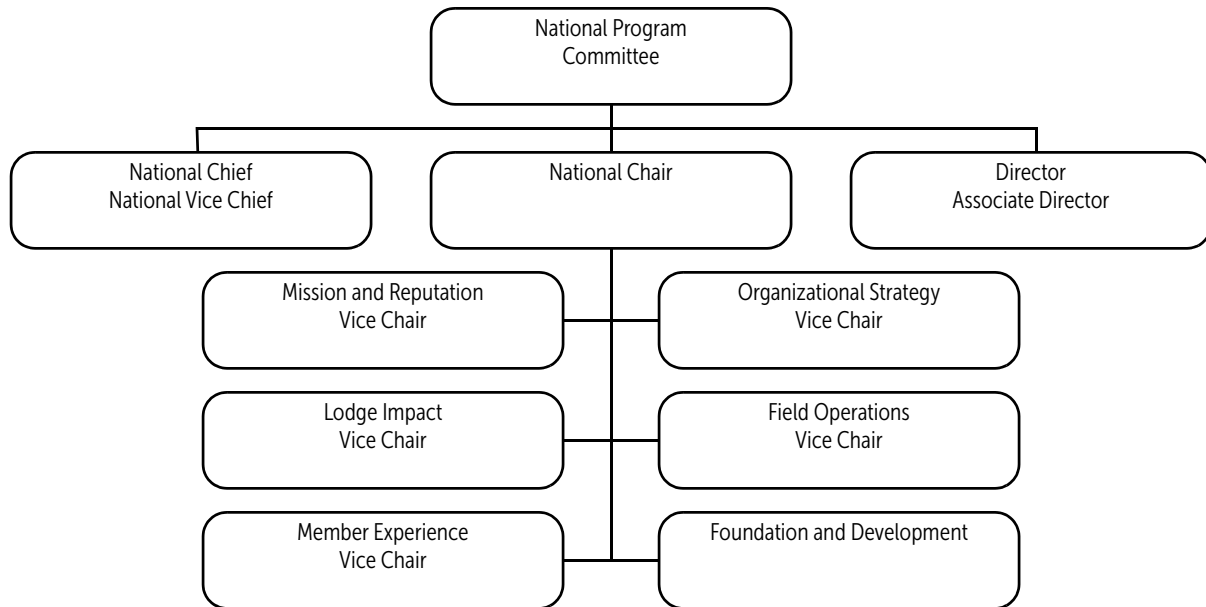 National Program
Committee
National Chief
National Vice Chief
National Chair
Director
Associate Director
Mission and Reputation
Vice Chair
Organizational Strategy
Vice Chair
Lodge Impact
Vice Chair
Field Operations
Vice Chair
Member Experience
Vice Chair
Foundation and Development